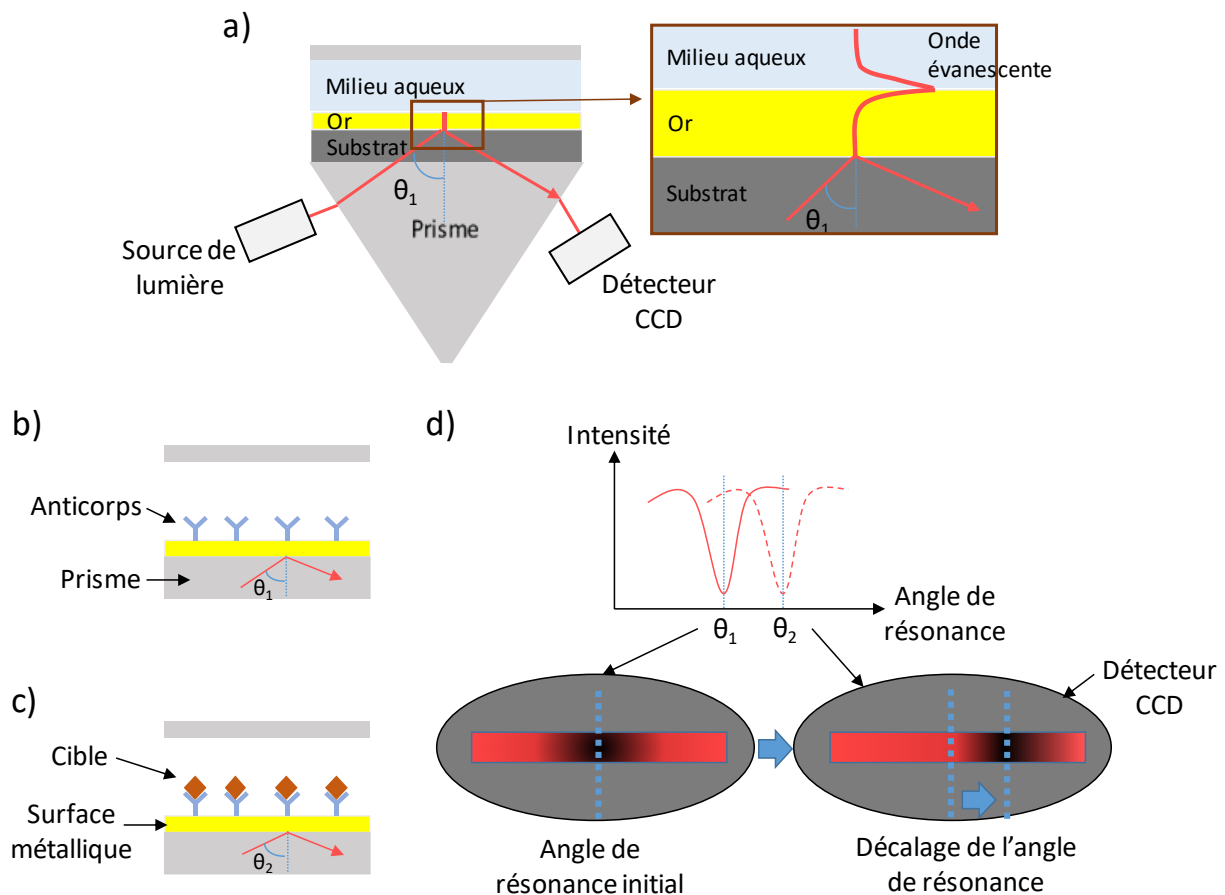 a)
Milieu aqueux
Or
Substrat
θ1
Prisme
Source de
lumière
Détecteur
CCD
Milieu aqueux
Onde
évanescente
Or
Substrat
θ1
b)
Anticorps
Prisme
θ1
c)
Cible
Surface
métallique
θ2
d)
Intensité
θ1
θ2
Angle de
résonance
Détecteur
CCD
Angle de
résonance initial
Décalage de l’angle
de résonance